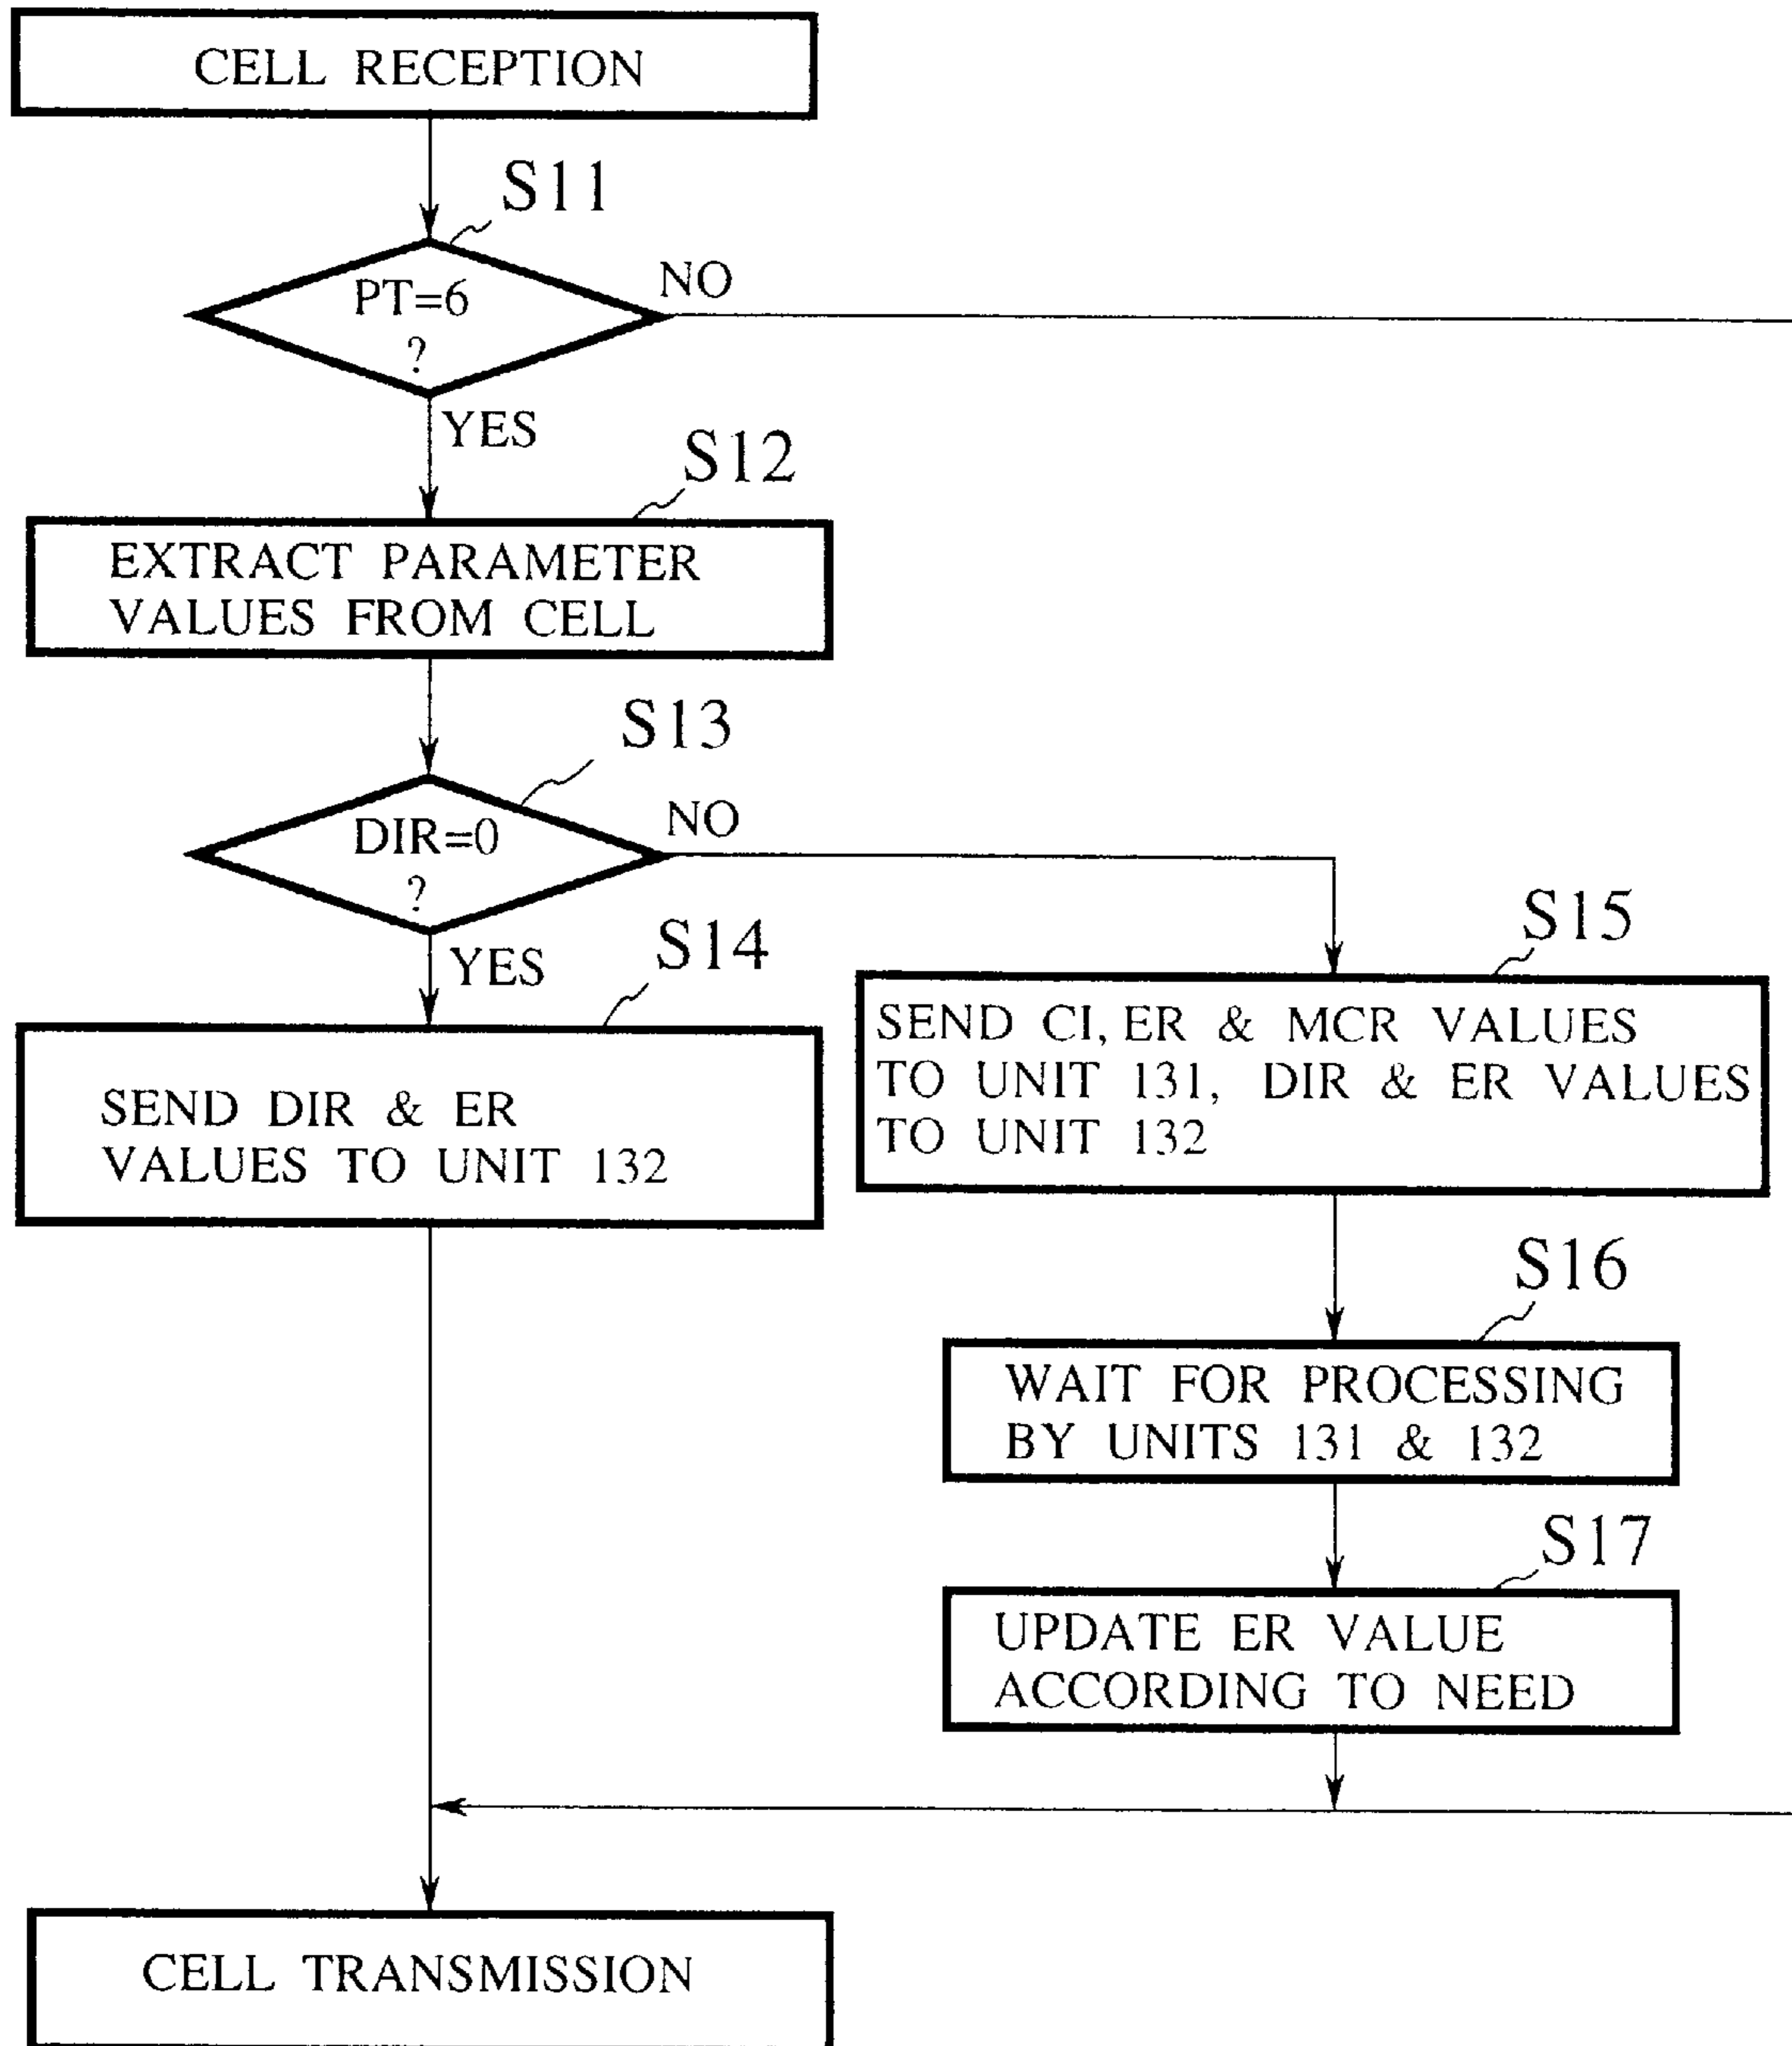 CELL RECEPTION
S11
PT=6
?
NO
YES
S12
EXTRACT PARAMETER
VALUES FROM CELL
S13
DIR=0
?
NO
YES
S14
SEND DIR & ER
VALUES TO UNIT 132
S15
SEND CI, ER & MCR VALUES
TO UNIT 131, DIR & ER VALUES
TO UNIT 132
S16
WAIT FOR PROCESSING
BY UNITS 131 & 132
S17
UPDATE ER VALUE
ACCORDING TO NEED
CELL TRANSMISSION